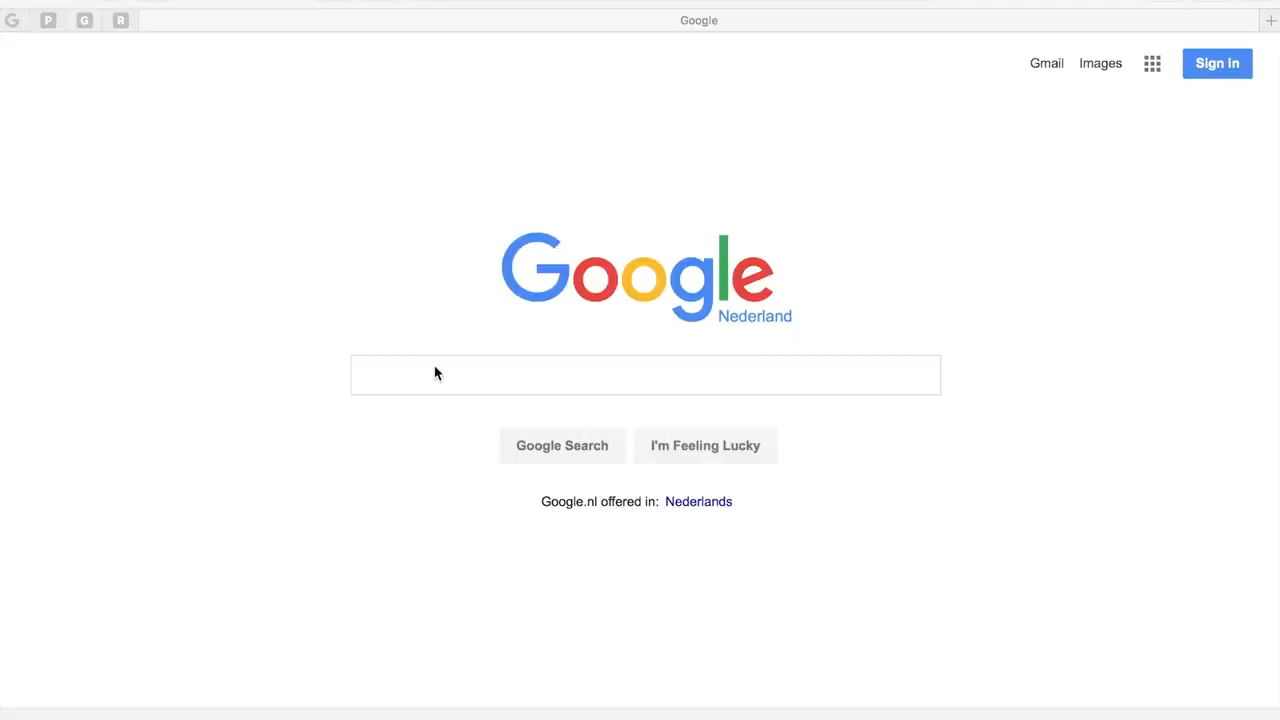 G P G R Google +
Gmail Images Sign In
Google
Nederland
Google Search I'm Feeling Lucky
Google.nl offered in: Nederlands